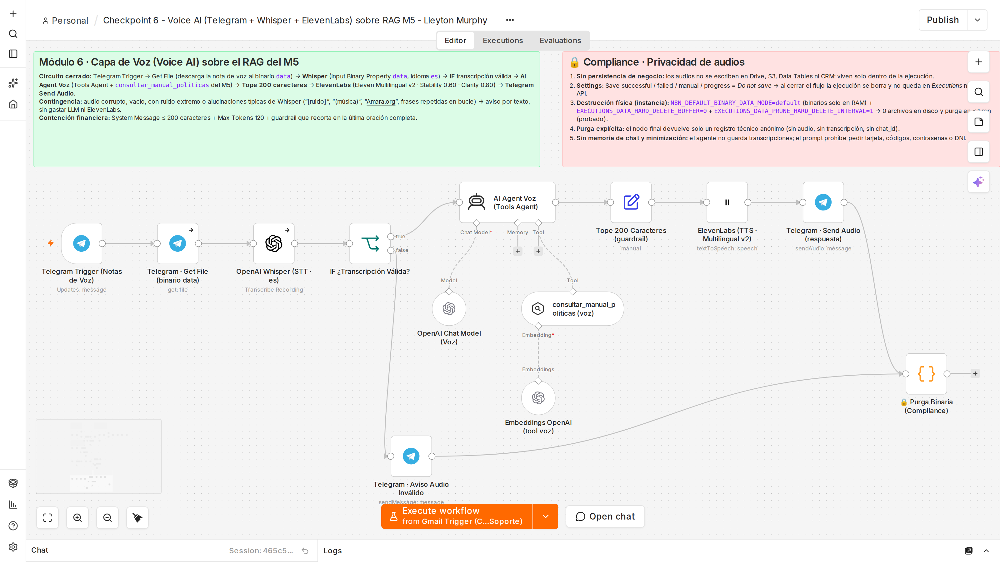 Personal / Checkpoint 6 - Voice AI (Telegram + Whisper + ElevenLabs) sobre RAG M5 - Lleyton Murphy
Publish
Editor Executions Evaluations
Módulo 6 · Capa de Voz (Voice AI) sobre el RAG del M5
Circuito cerrado: Telegram Trigger → Get File (descarga la nota de voz al binario data) → Whisper (Input Binary Property data, idioma es) → IF transcripción válida → AI
Agent Voz (Tools Agent + consultar_manual_politicas del M5) → Tope 200 caracteres → ElevenLabs (Eleven Multilingual v2 · Stability 0.60 · Clarity 0.80) → Telegram
Send Audio.
Contingencia: audio corrupto, vacío, con ruido extremo o alucinaciones típicas de Whisper (“[ruido]”, “(música)”, “Amara.org”, frases repetidas en bucle) → aviso por texto,
sin gastar LLM ni ElevenLabs.
Contención financiera: System Message ≤ 200 caracteres + Max Tokens 120 + guardrail que recorta en la última oración completa.
🔒 Compliance · Privacidad de audios
1. Sin persistencia de negocio: los audios no se escriben en Drive, S3, Data Tables ni CRM: viven solo dentro de la ejecución.
2. Settings: Save successful / failed / manual / progress = Do not save → al cerrar el flujo la ejecución se borra y no queda en Executions
API.
3. Destrucción física (instancia): N8N_DEFAULT_BINARY_DATA_MODE=default (binarios solo en RAM) +
EXECUTIONS_DATA_HARD_DELETE_BUFFER=0 + EXECUTIONS_DATA_PRUNE_HARD_DELETE_INTERVAL=1 → 0 archivos en disco y purga en
(probado).
4. Purga explícita: el nodo final devuelve solo un registro técnico anónimo (sin audio, sin transcripción, sin chat_id).
5. Sin memoria de chat y minimización: el agente no guarda transcripciones; el prompt prohíbe pedir tarjeta, códigos, contraseñas o DNI.
AI Agent Voz
(Tools Agent)
Chat Model*
Memory
Tool
Tope 200 Caracteres
(guardrail)
manual
ElevenLabs (TTS ·
Multilingual v2)
textToSpeech: speech
Telegram · Send Audio
(respuesta)
sendAudio: message
true
false
Telegram Trigger (Notas
de Voz)
Updates: message
Telegram · Get File
(binario data)
get: file
OpenAI Whisper (STT ·
es)
Transcribe Recording
IF ¿Transcripción Válida?
Model
Tool
OpenAI Chat Model
(Voz)
consultar_manual_p
oliticas (voz)
Embedding*
Embeddings
Embeddings OpenAI
(tool voz)
🔒 Purga Binaria
(Compliance)
Telegram · Aviso Audio
Inválido
sendMessage: message
Execute workflow
from Gmail Trigger (C...Soporte)
Open chat
Chat
Session: 465c5...
Logs